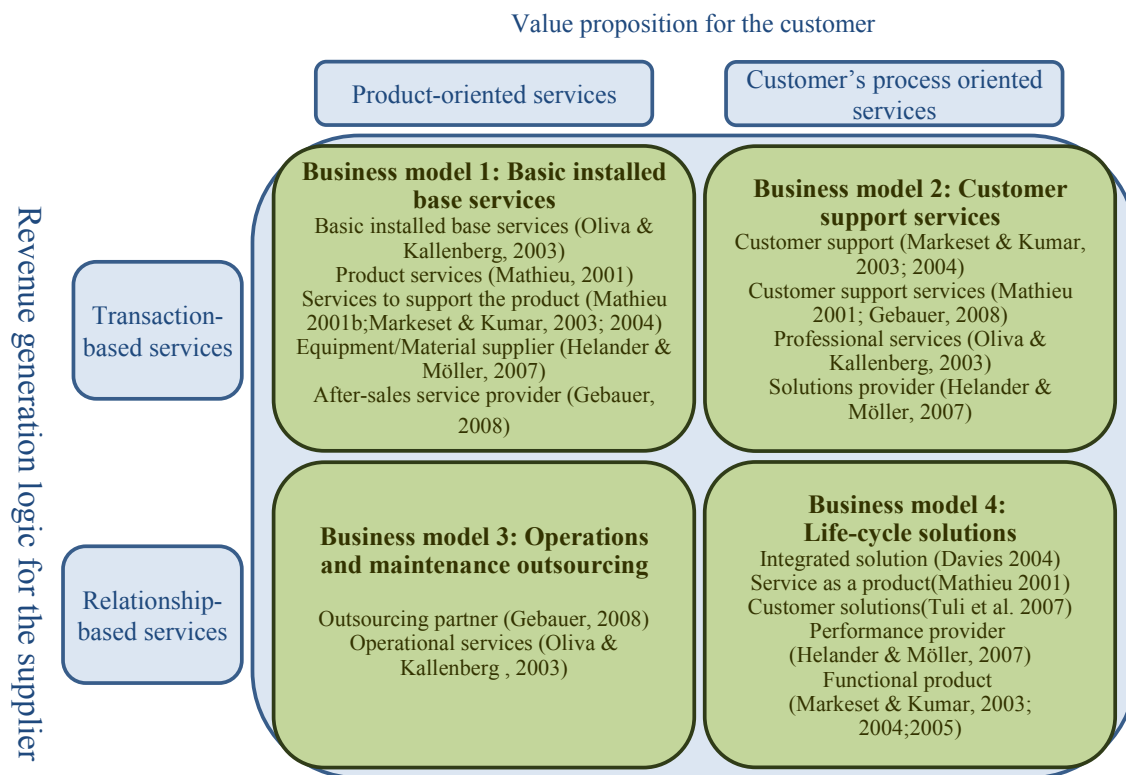 Value proposition for the customer
Product-oriented services
Customer's process oriented
services
Revenue generation logic for the supplier
Transaction-
based services
Business model 1: Basic installed
base services
Basic installed base services (Oliva &
Kallenberg, 2003)
Product services (Mathieu, 2001)
Services to support the product (Mathieu
2001b;Markeset & Kumar, 2003; 2004)
Equipment/Material supplier (Helander &
Möller, 2007)
After-sales service provider (Gebauer,
2008)
Business model 2: Customer
support services
Customer support (Markeset & Kumar,
2003; 2004)
Customer support services (Mathieu
2001; Gebauer, 2008)
Professional services (Oliva &
Kallenberg, 2003)
Solutions provider (Helander &
Möller, 2007)
Relationship-
based services
Business model 3: Operations
and maintenance outsourcing
Outsourcing partner (Gebauer, 2008)
Operational services (Oliva &
Kallenberg , 2003)
Business model 4:
Life-cycle solutions
Integrated solution (Davies 2004)
Service as a product(Mathieu 2001)
Customer solutions(Tuli et al. 2007)
Performance provider
(Helander & Möller, 2007)
Functional product
(Markeset & Kumar, 2003;
2004;2005)